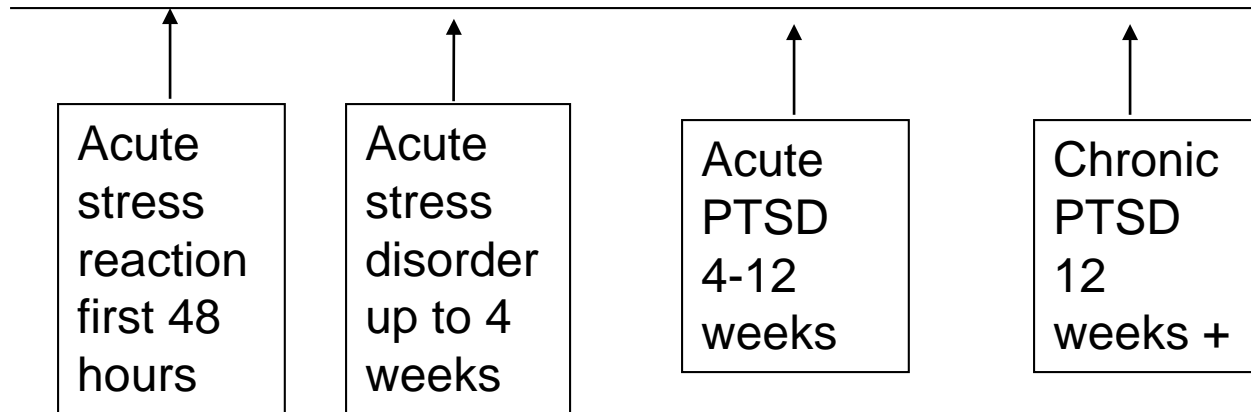 Acute
stress
reaction
first 48
hours
Acute
stress
disorder
up to 4
weeks
Acute
PTSD
4-12
weeks
Chronic
PTSD
12
weeks +